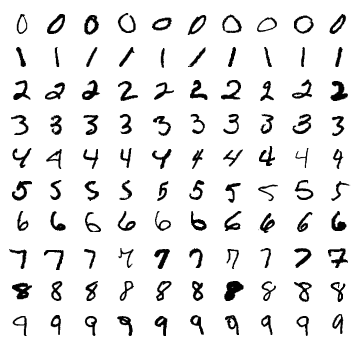 0 0 0 0 0 0 0 0 0 0
1 1 1 1 1 1 1 1 1 1
2 2 2 2 2 2 2 2 2 2
3 3 3 3 3 3 3 3 3 3
4 4 4 4 4 4 4 4 4 4
5 5 5 5 5 5 5 5 5 5
6 6 6 6 6 6 6 6 6 6
7 7 7 7 7 7 7 7 7 7
8 8 8 8 8 8 8 8 8 8
9 9 9 9 9 9 9 9 9 9